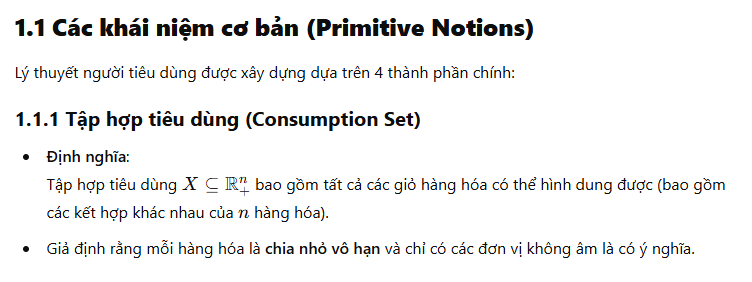 1.1 Các khái niệm cơ bản (Primitive Notions)
Lý thuyết người tiêu dùng được xây dựng dựa trên 4 thành phần chính:
1.1.1 Tập hợp tiêu dùng (Consumption Set)
• Định nghĩa:
Tập hợp tiêu dùng $X \subseteq \mathbb{R}^n_+$ bao gồm tất cả các giỏ hàng hóa có thể hình dung được (bao gồm
các kết hợp khác nhau của $n$ hàng hóa).
• Giả định rằng mỗi hàng hóa là chia nhỏ vô hạn và chỉ có các đơn vị không âm là có ý nghĩa.